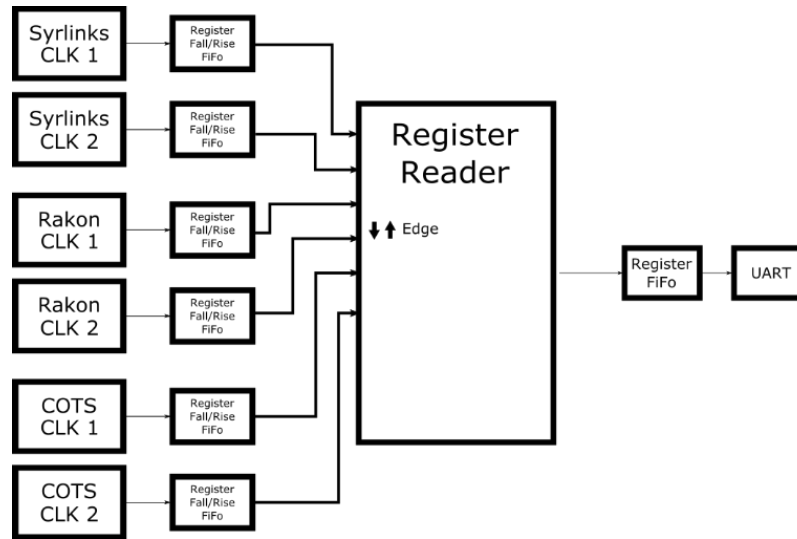 Syrlinks
CLK 1
Register
Fall/Rise
FiFo
Syrlinks
CLK 2
Register
Fall/Rise
FiFo
Rakon
CLK 1
Register
Fall/Rise
FiFo
Rakon
CLK 2
Register
Fall/Rise
FiFo
COTS
CLK 1
Register
Fall/Rise
FiFo
COTS
CLK 2
Register
Fall/Rise
FiFo
Register
Reader
Edge
Register
FiFo
UART